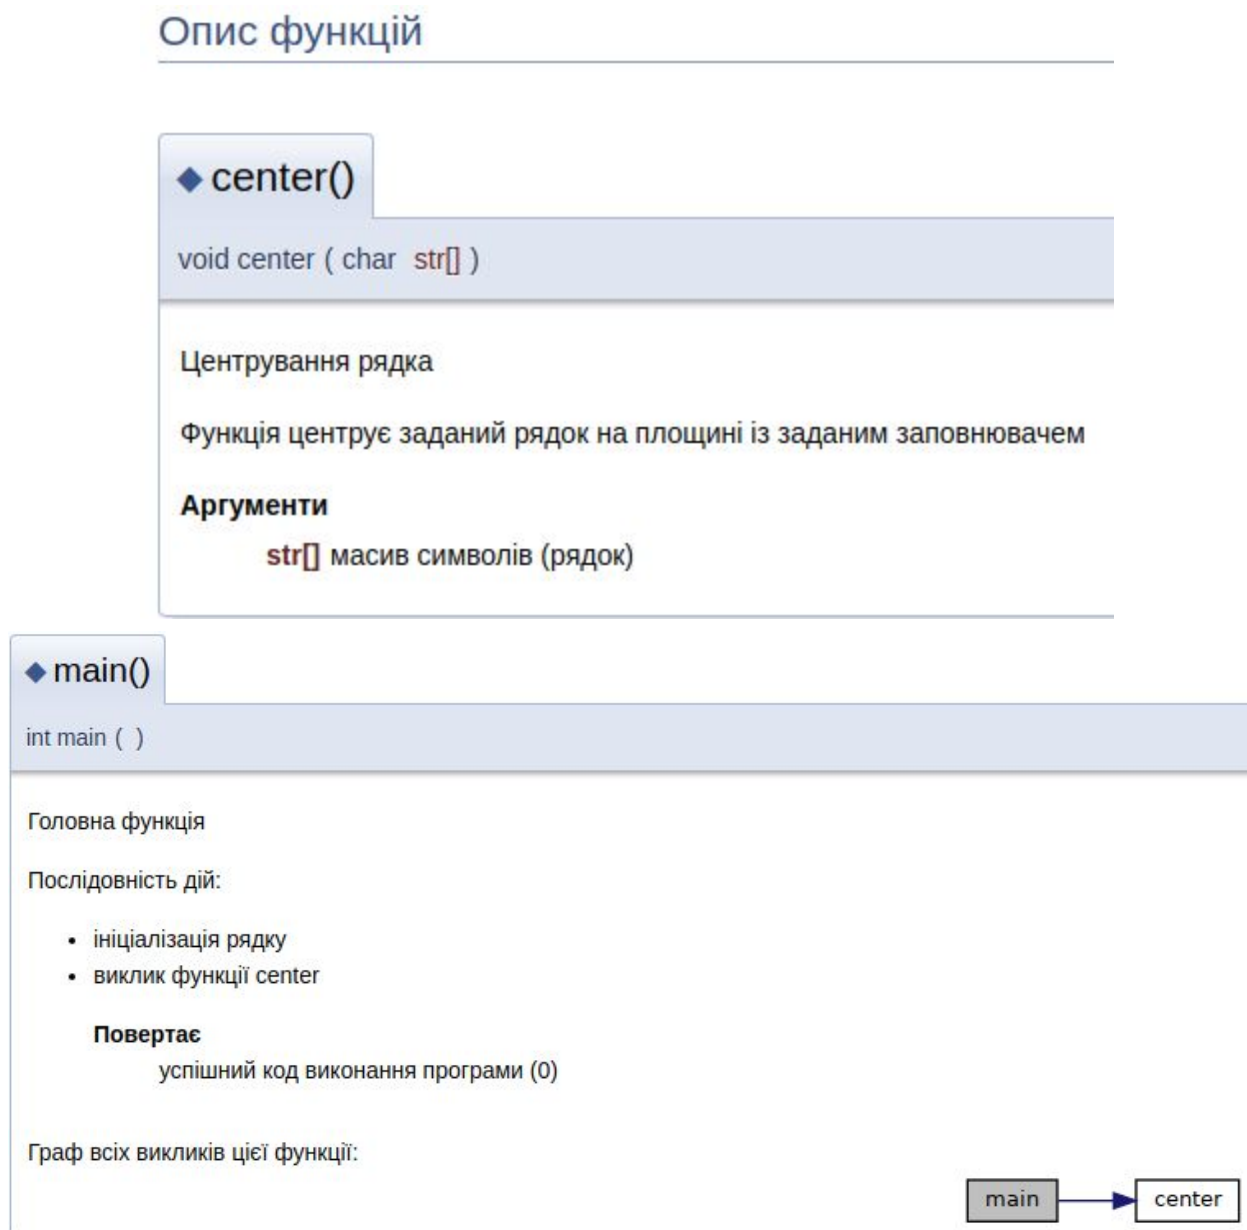 Опис функцій
◆ center()
void center ( char str[] )
Центрування рядка
Функція центрує заданий рядок на площині із заданим заповнювачем
Аргументи
str[] масив символів (рядок)
◆ main()
int main ( )
Головна функція
Послідовність дій:
• ініціалізація рядку
• виклик функції center
Повертає
успішний код виконання програми (0)
Граф всіх викликів цієї функції:
main center